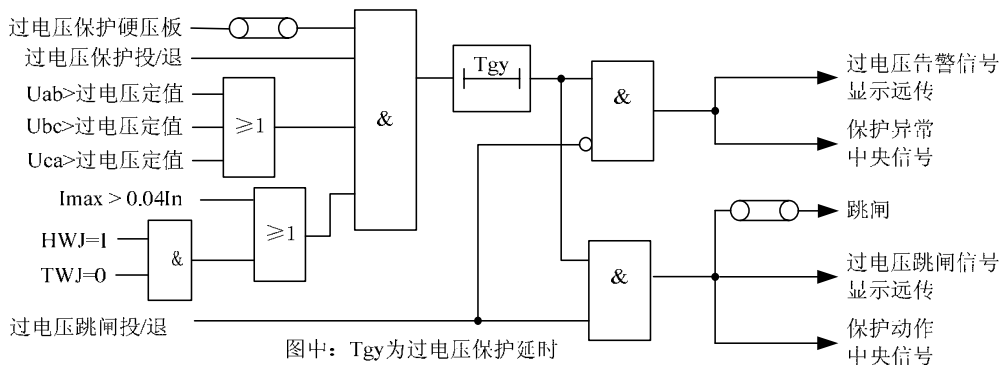 过电压保护硬压板
过电压保护投/退
Uab>过电压定值
Ubc>过电压定值
Uca>过电压定值
≥1
Imax > 0.04In
HWJ=1
TWJ=0
&
≥1
&
Tgy
&
&
过电压告警信号
显示远传
保护异常
中央信号
跳闸
过电压跳闸信号
显示远传
保护动作
中央信号
过电压跳闸投/退
图中：Tgy为过电压保护延时